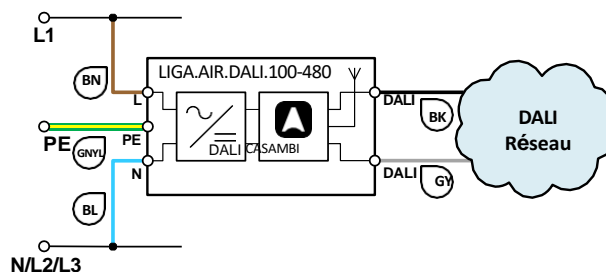 L1
BN
LIGA.AIR.DALI.100-480
L
DALI
BK
DALI
Réseau
PE
GNYL
PE
DALI
CASAMBI
N
DALI
GY
BL
N/L2/L3